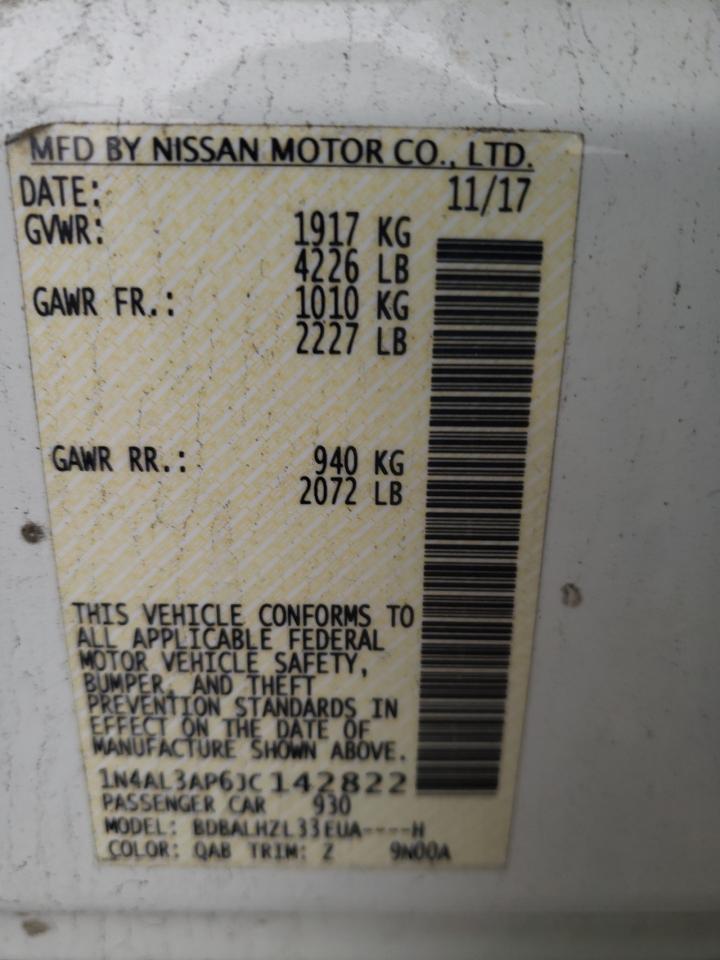 MFD BY NISSAN MOTOR CO., LTD.
DATE: 11/17
GVWR: 1917 KG
4226 LB
GAWR FR.: 1010 KG
2227 LB
GAWR RR.: 940 KG
2072 LB
THIS VEHICLE CONFORMS TO
ALL APPLICABLE FEDERAL
MOTOR VEHICLE SAFETY,
BUMPER, AND THEFT
PREVENTION STANDARDS IN
EFFECT ON THE DATE OF
MANUFACTURE SHOWN ABOVE.
1N4AL3AP6JC142822
PASSENGER CAR 930
MODEL: BDBALHZL33EUA----H
COLOR: QAB TRIM: Z 9N00A